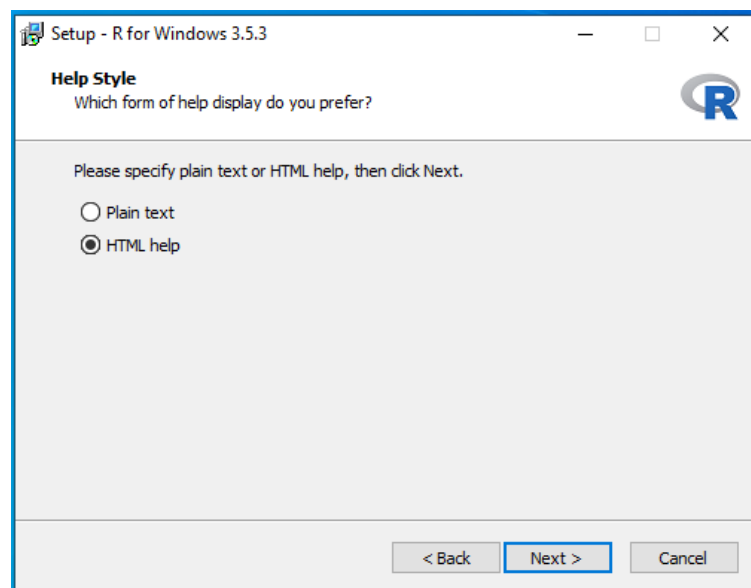 Setup - R for Windows 3.5.3
Help Style
Which form of help display do you prefer?
R
Please specify plain text or HTML help, then click Next.
Plain text
HTML help
< Back
Next >
Cancel